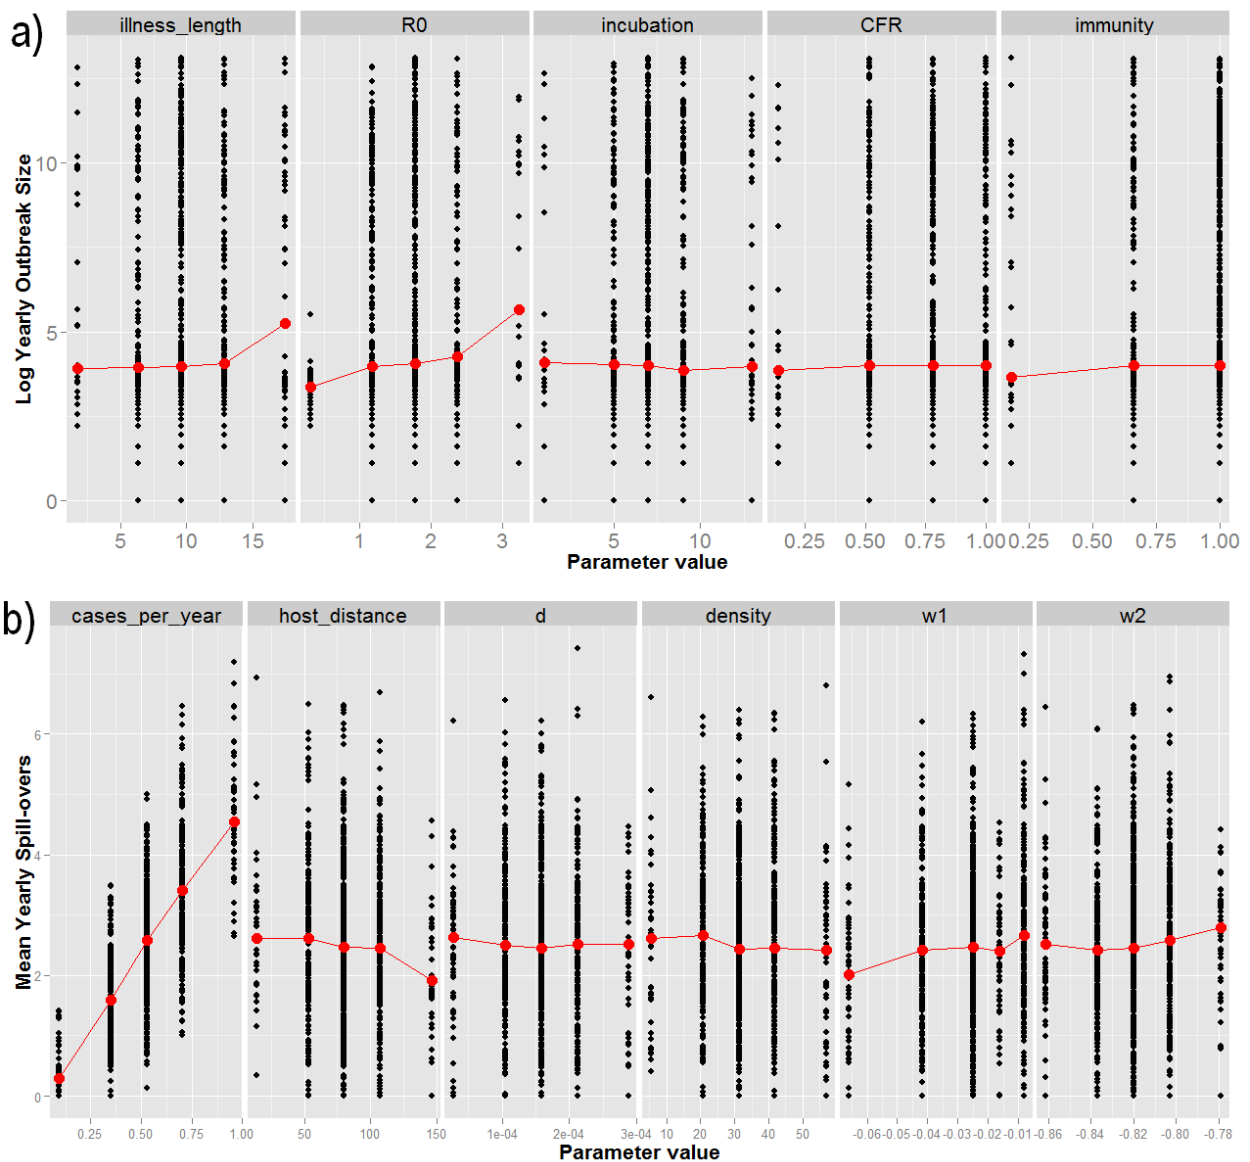 a)
illness_length R0 incubation CFR immunity
Log Yearly Outbreak Size
10
5
0
5 10 15 1 2 3 5 10 0.25 0.50 0.75 1.00 0.25 0.50 0.75 1.00
Parameter value
b)
cases_per_year host_distance d density w1 w2
Mean Yearly Spill-overs
6
4
2
0
0.25 0.50 0.75 1.00 50 100 150 1e-04 2e-04 3e-04 10 20 30 40 50 -0.06 -0.05 -0.04 -0.03 -0.02 -0.01 -0.86 -0.84 -0.82 -0.80 -0.78
Parameter value